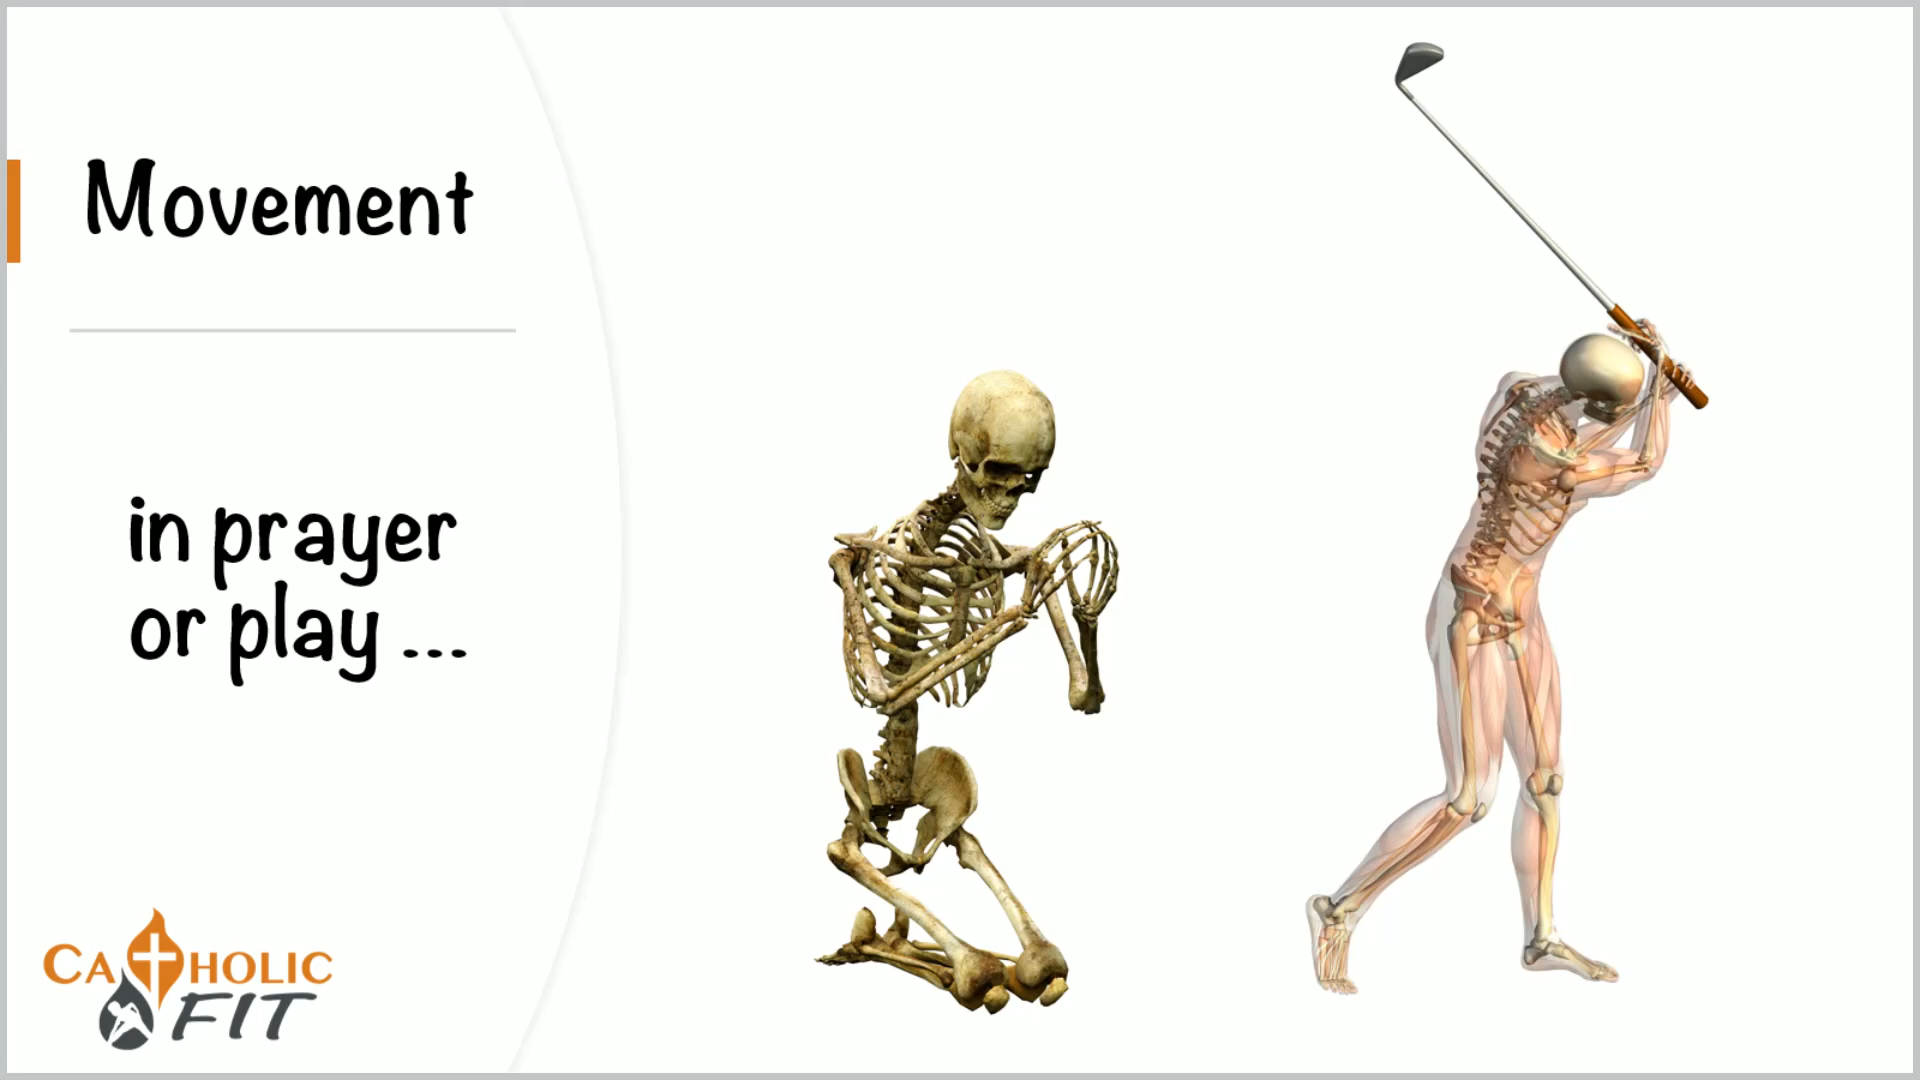 Movement
in prayer
or play ...
CATHOLIC
FIT